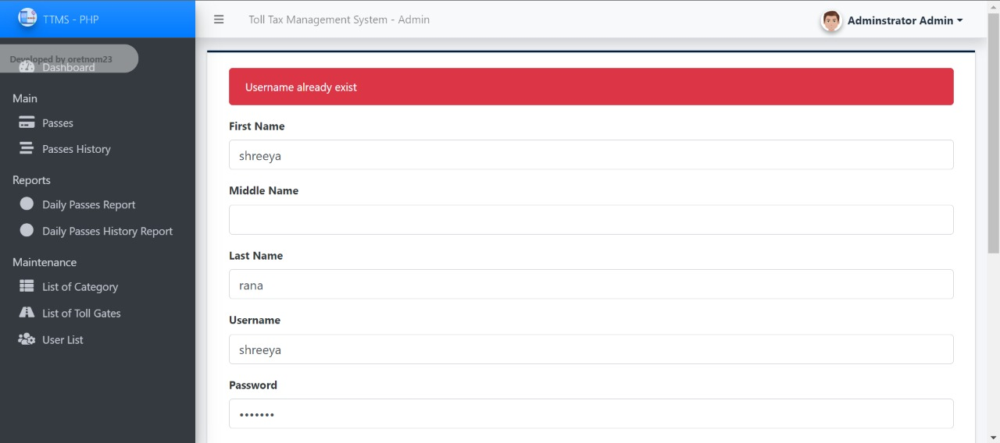 TTMS - PHP
Toll Tax Management System - Admin
Adminstrator Admin
Developed by oretnom23
Dashboard
Main
Passes
Passes History
Reports
Daily Passes Report
Daily Passes History Report
Maintenance
List of Category
List of Toll Gates
User List
Username already exist
First Name
shreeya
Middle Name
Last Name
rana
Username
shreeya
Password
•••••••